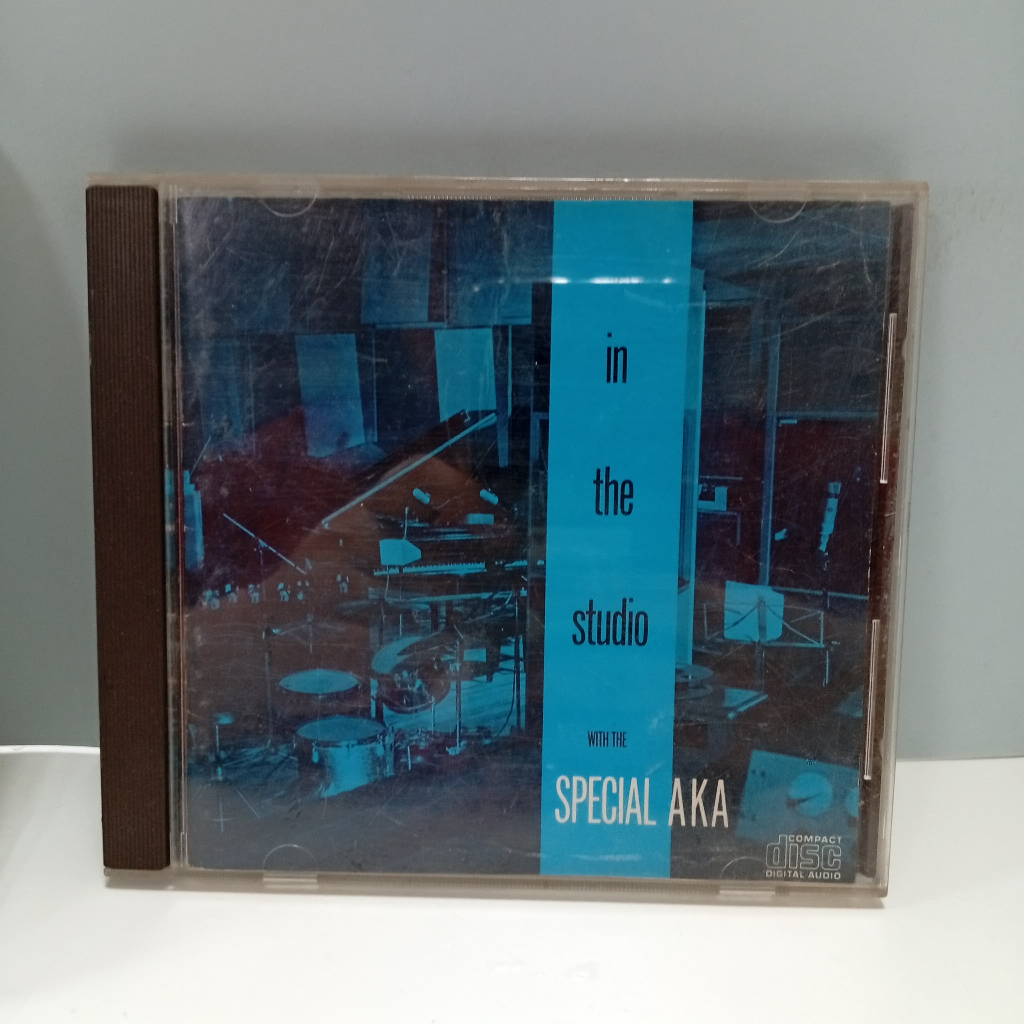 in
the
studio
WITH THE
SPECIAL AKA
COMPACT
disc
DIGITAL AUDIO